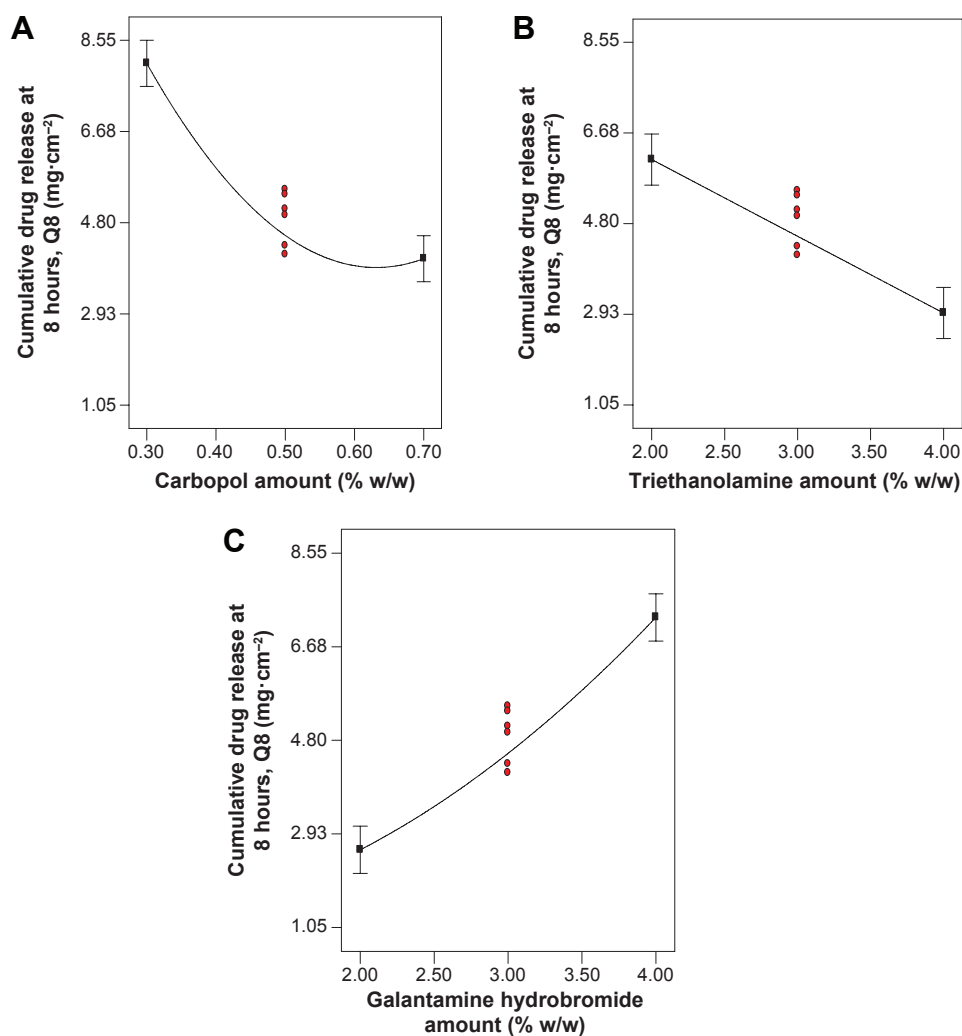 A
Cumulative drug release at
8 hours, Q8 (mg·cm⁻²)
8.55
6.68
4.80
2.93
1.05
0.30 0.40 0.50 0.60 0.70
Carbopol amount (% w/w)
B
Cumulative drug release at
8 hours, Q8 (mg·cm⁻²)
8.55
6.68
4.80
2.93
1.05
2.00 2.50 3.00 3.50 4.00
Triethanolamine amount (% w/w)
C
Cumulative drug release at
8 hours, Q8 (mg·cm⁻²)
8.55
6.68
4.80
2.93
1.05
2.00 2.50 3.00 3.50 4.00
Galantamine hydrobromide
amount (% w/w)